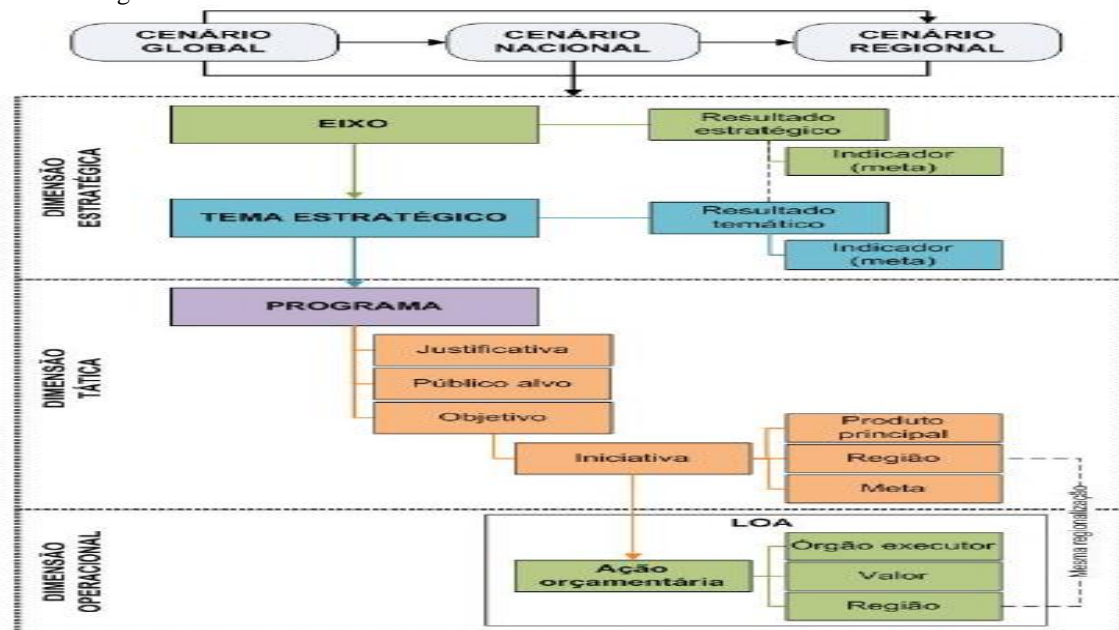 CENÁRIO
GLOBAL
CENÁRIO
NACIONAL
CENÁRIO
REGIONAL
DIMENSÃO
ESTRATÉGICA
EIXO
Resultado
estratégico
Indicador
(meta)
TEMA ESTRATÉGICO
Resultado
temático
Indicador
(meta)
DIMENSÃO
TÁTICA
PROGRAMA
Justificativa
Público alvo
Objetivo
Iniciativa
Produto
principal
Região
Meta
Mesma regionalização
DIMENSÃO
OPERACIONAL
LOA
Ação
orçamentária
Órgão executor
Valor
Região